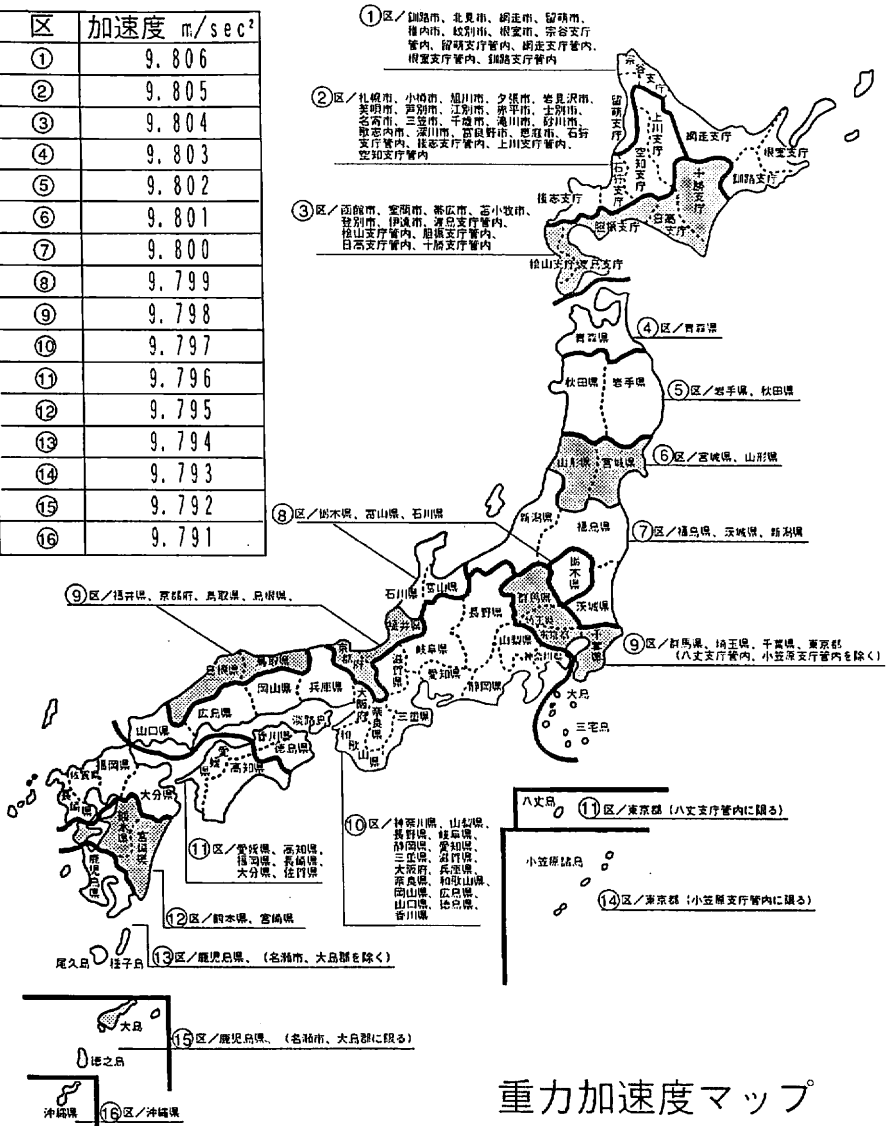 区 加速度 m/sec²
① 9.806
② 9.805
③ 9.804
④ 9.803
⑤ 9.802
⑥ 9.801
⑦ 9.800
⑧ 9.799
⑨ 9.798
⑩ 9.797
⑪ 9.796
⑫ 9.795
⑬ 9.794
⑭ 9.793
⑮ 9.792
⑯ 9.791
①区/釧路市、北見市、網走市、留萌市、
稚内市、紋別市、根室市、宗谷支庁
管内、留萌支庁管内、網走支庁管内、
根室支庁管内、釧路支庁管内
②区/札幌市、小樽市、旭川市、夕張市、岩見沢市、
美唄市、芦別市、江別市、赤平市、士別市、
名寄市、三笠市、千歳市、滝川市、砂川市、
歌志内市、深川市、富良野市、恵庭市、石狩
支庁管内、後志支庁管内、上川支庁管内、
空知支庁管内
③区/函館市、室蘭市、帯広市、苫小牧市、
登別市、伊達市、渡島支庁管内、
桧山支庁管内、胆振支庁管内、
日高支庁管内、十勝支庁管内
宗谷支庁
留萌支庁
上川支庁
網走支庁
空知支庁
石狩支庁
根室支庁
釧路支庁
十勝支庁
後志支庁
胆振支庁
日高支庁
桧山支庁
渡島支庁
④区/青森県
青森県
秋田県
岩手県
⑤区/岩手県、秋田県
山形県
宮城県
⑥区/宮城県、山形県
⑧区/栃木県、富山県、石川県
新潟県
福島県
⑦区/福島県、茨城県、新潟県
栃木県
⑨区/福井県、京都府、鳥取県、島根県、
石川県
富山県
長野県
群馬県
茨城県
福井県
埼玉県
東京都
千葉県
⑨区/群馬県、埼玉県、千葉県、東京都
(八丈支庁管内、小笠原支庁管内を除く)
岐阜県
山梨県
神奈川県
京都府
滋賀県
愛知県
静岡県
島根県
鳥取県
岡山県
兵庫県
大阪府
奈良県
三重県
大島
三宅島
広島県
山口県
淡路島
香川県
徳島県
和歌山県
愛媛県
高知県
福岡県
佐賀県
長崎県
大分県
熊本県
宮崎県
鹿児島県
八丈島
⑪区/東京都(八丈支庁管内に限る)
⑪区/愛媛県、高知県、
福岡県、長崎県、
大分県、佐賀県
⑩区/神奈川県、山梨県、
長野県、岐阜県、
静岡県、愛知県、
三重県、滋賀県、
大阪府、兵庫県、
奈良県、和歌山県、
岡山県、広島県、
山口県、徳島県、
香川県
小笠原諸島
⑭区/東京都(小笠原支庁管内に限る)
⑫区/熊本県、宮崎県
尾久島
種子島
⑬区/鹿児島県、(名瀬市、大島郡を除く)
大島
⑮区/鹿児島県、(名瀬市、大島郡に限る)
徳之島
沖縄県
⑯区/沖縄県
重力加速度マップ